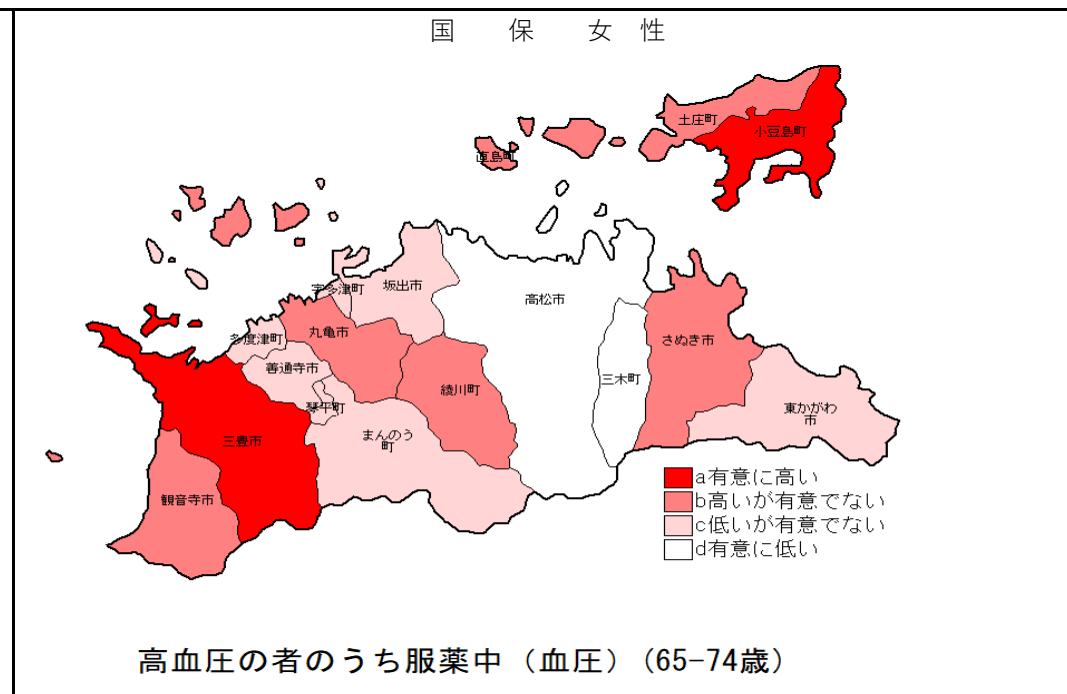 国保女性
土庄町
小豆島町
直島町
宇多津町
坂出市
高松市
多度津町
丸亀市
さぬき市
善通寺市
三木町
綾川町
琴平町
東かがわ
市
まんのう
町
三豊市
観音寺市
a有意に高い
b高いが有意でない
c低いが有意でない
d有意に低い
高血圧の者のうち服薬中（血圧）(65-74歳)